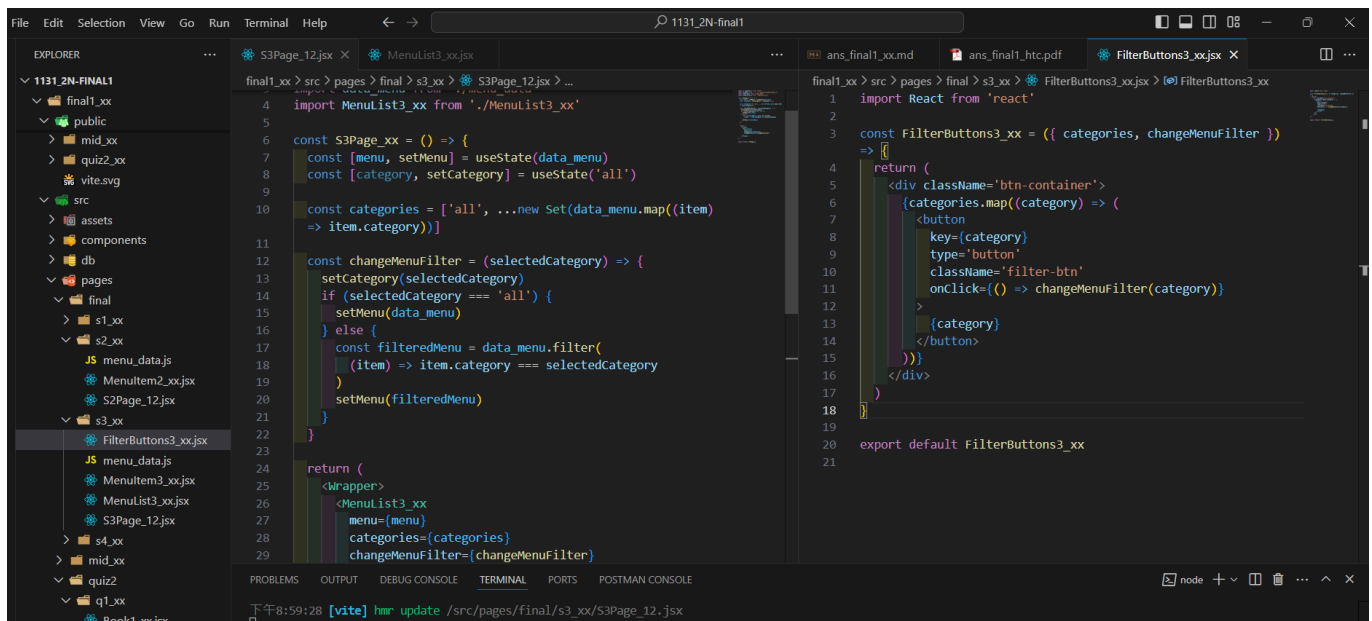 File Edit Selection View Go Run Terminal Help ← → 1131_2N-final1
EXPLORER ...
1131_2N-FINAL1
final1_xx
public
mid_xx
quiz2_xx
vite.svg
src
assets
components
db
pages
final
s1_xx
s2_xx
JS menu_data.js
MenuItem2_xx.jsx
S2Page_12.jsx
s3_xx
FilterButtons3_xx.jsx
JS menu_data.js
MenuItem3_xx.jsx
MenuList3_xx.jsx
S3Page_12.jsx
s4_xx
mid_xx
quiz2
q1_xx
Book1_xx.jsx
S3Page_12.jsx × MenuList3_xx.jsx ...
final1_xx > src > pages > final > s3_xx > S3Page_12.jsx > ...
3 import data_menu from './menu_data'
4 import MenuList3_xx from './MenuList3_xx'
5
6 const S3Page_xx = () => {
7 const [menu, setMenu] = useState(data_menu)
8 const [category, setCategory] = useState('all')
9
10 const categories = ['all', ...new Set(data_menu.map((item)
=> item.category))]
11
12 const changeMenuFilter = (selectedCategory) => {
13 setCategory(selectedCategory)
14 if (selectedCategory === 'all') {
15 setMenu(data_menu)
16 } else {
17 const filteredMenu = data_menu.filter(
18 (item) => item.category === selectedCategory
19 )
20 setMenu(filteredMenu)
21 }
22 }
23
24 return (
25 <Wrapper>
26 <MenuList3_xx
27 menu={menu}
28 categories={categories}
29 changeMenuFilter={changeMenuFilter}
ans_final1_xx.md ans_final1_htc.pdf FilterButtons3_xx.jsx × ...
final1_xx > src > pages > final > s3_xx > FilterButtons3_xx.jsx > FilterButtons3_xx
1 import React from 'react'
2
3 const FilterButtons3_xx = ({ categories, changeMenuFilter })
=> {
4 return (
5 <div className='btn-container'>
6 {categories.map((category) => (
7 <button
8 key={category}
9 type='button'
10 className='filter-btn'
11 onClick={() => changeMenuFilter(category)}
12 >
13 {category}
14 </button>
15 ))}
16 </div>
17 )
18 }
19
20 export default FilterButtons3_xx
21
PROBLEMS OUTPUT DEBUG CONSOLE TERMINAL PORTS POSTMAN CONSOLE node
下午8:59:28 [vite] hmr update /src/pages/final/s3_xx/S3Page_12.jsx